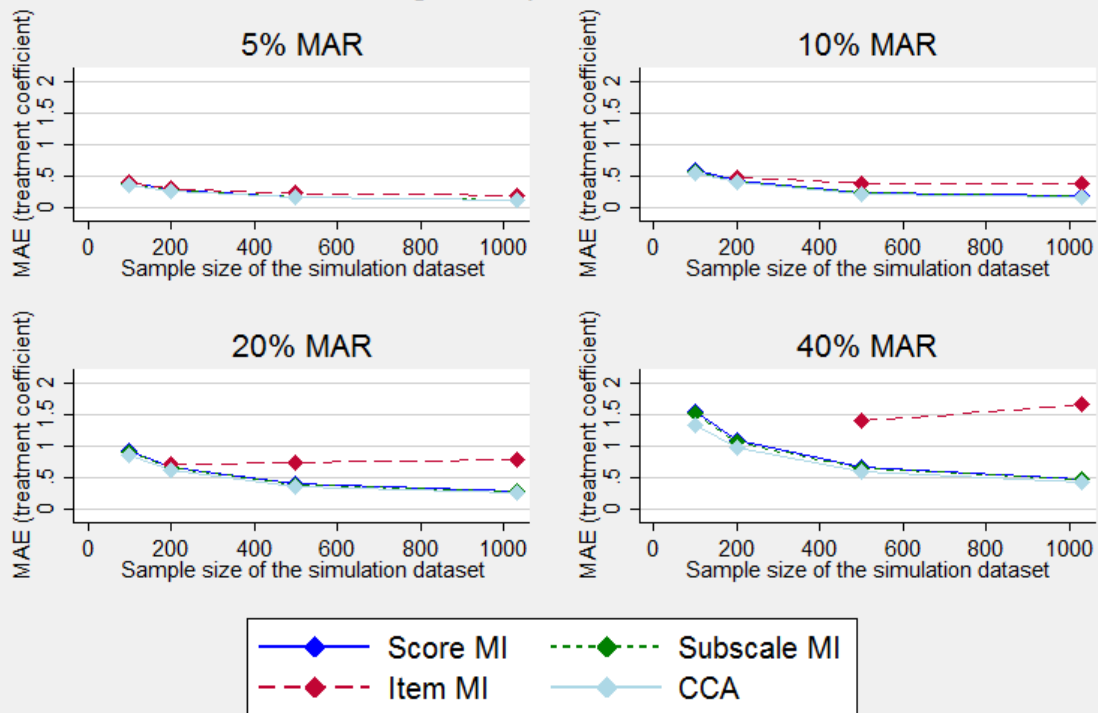 5% MAR
MAE (treatment coefficient)
2
1.5
1
.5
0
0 200 400 600 800 1000
Sample size of the simulation dataset
10% MAR
MAE (treatment coefficient)
2
1.5
1
.5
0
0 200 400 600 800 1000
Sample size of the simulation dataset
20% MAR
MAE (treatment coefficient)
2
1.5
1
.5
0
0 200 400 600 800 1000
Sample size of the simulation dataset
40% MAR
MAE (treatment coefficient)
2
1.5
1
.5
0
0 200 400 600 800 1000
Sample size of the simulation dataset
Score MI
Subscale MI
Item MI
CCA